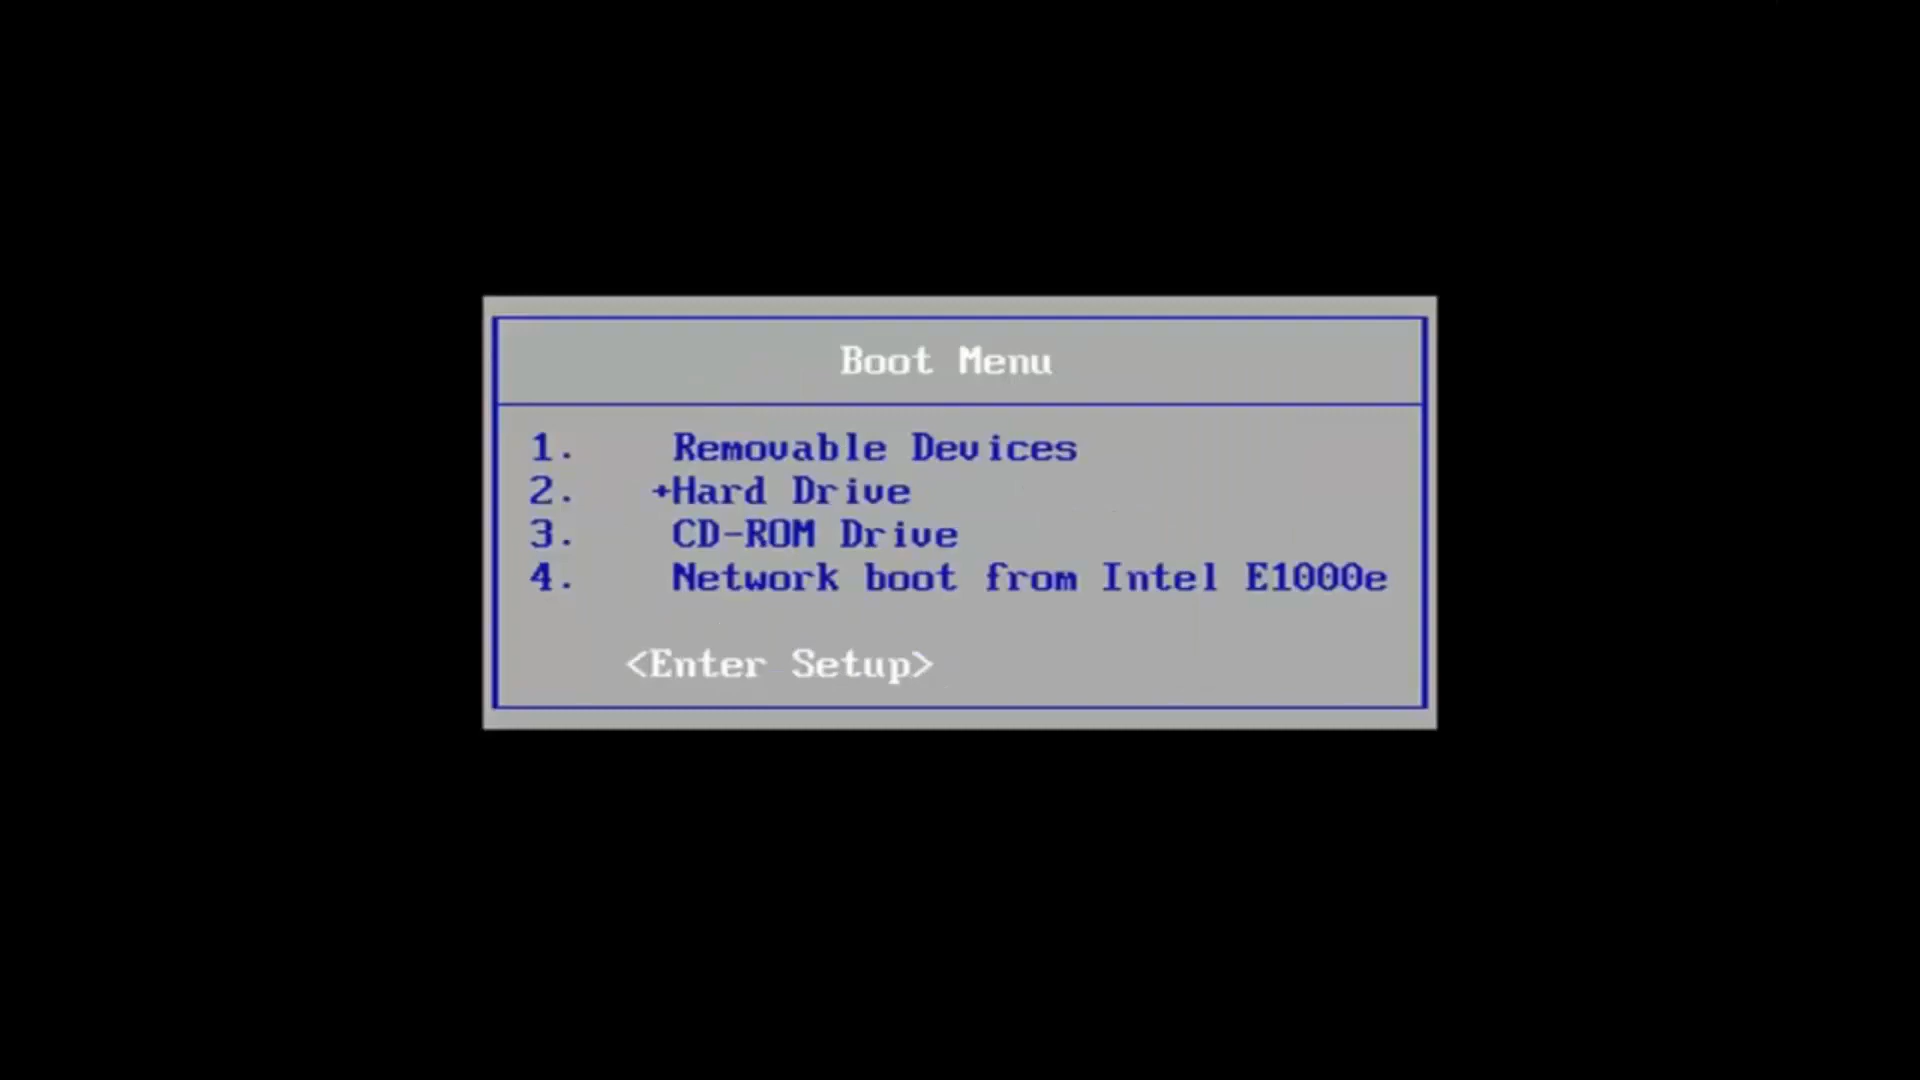 Boot Menu
1. Removable Devices
2. +Hard Drive
3. CD-ROM Drive
4. Network boot from Intel E1000e
<Enter Setup>